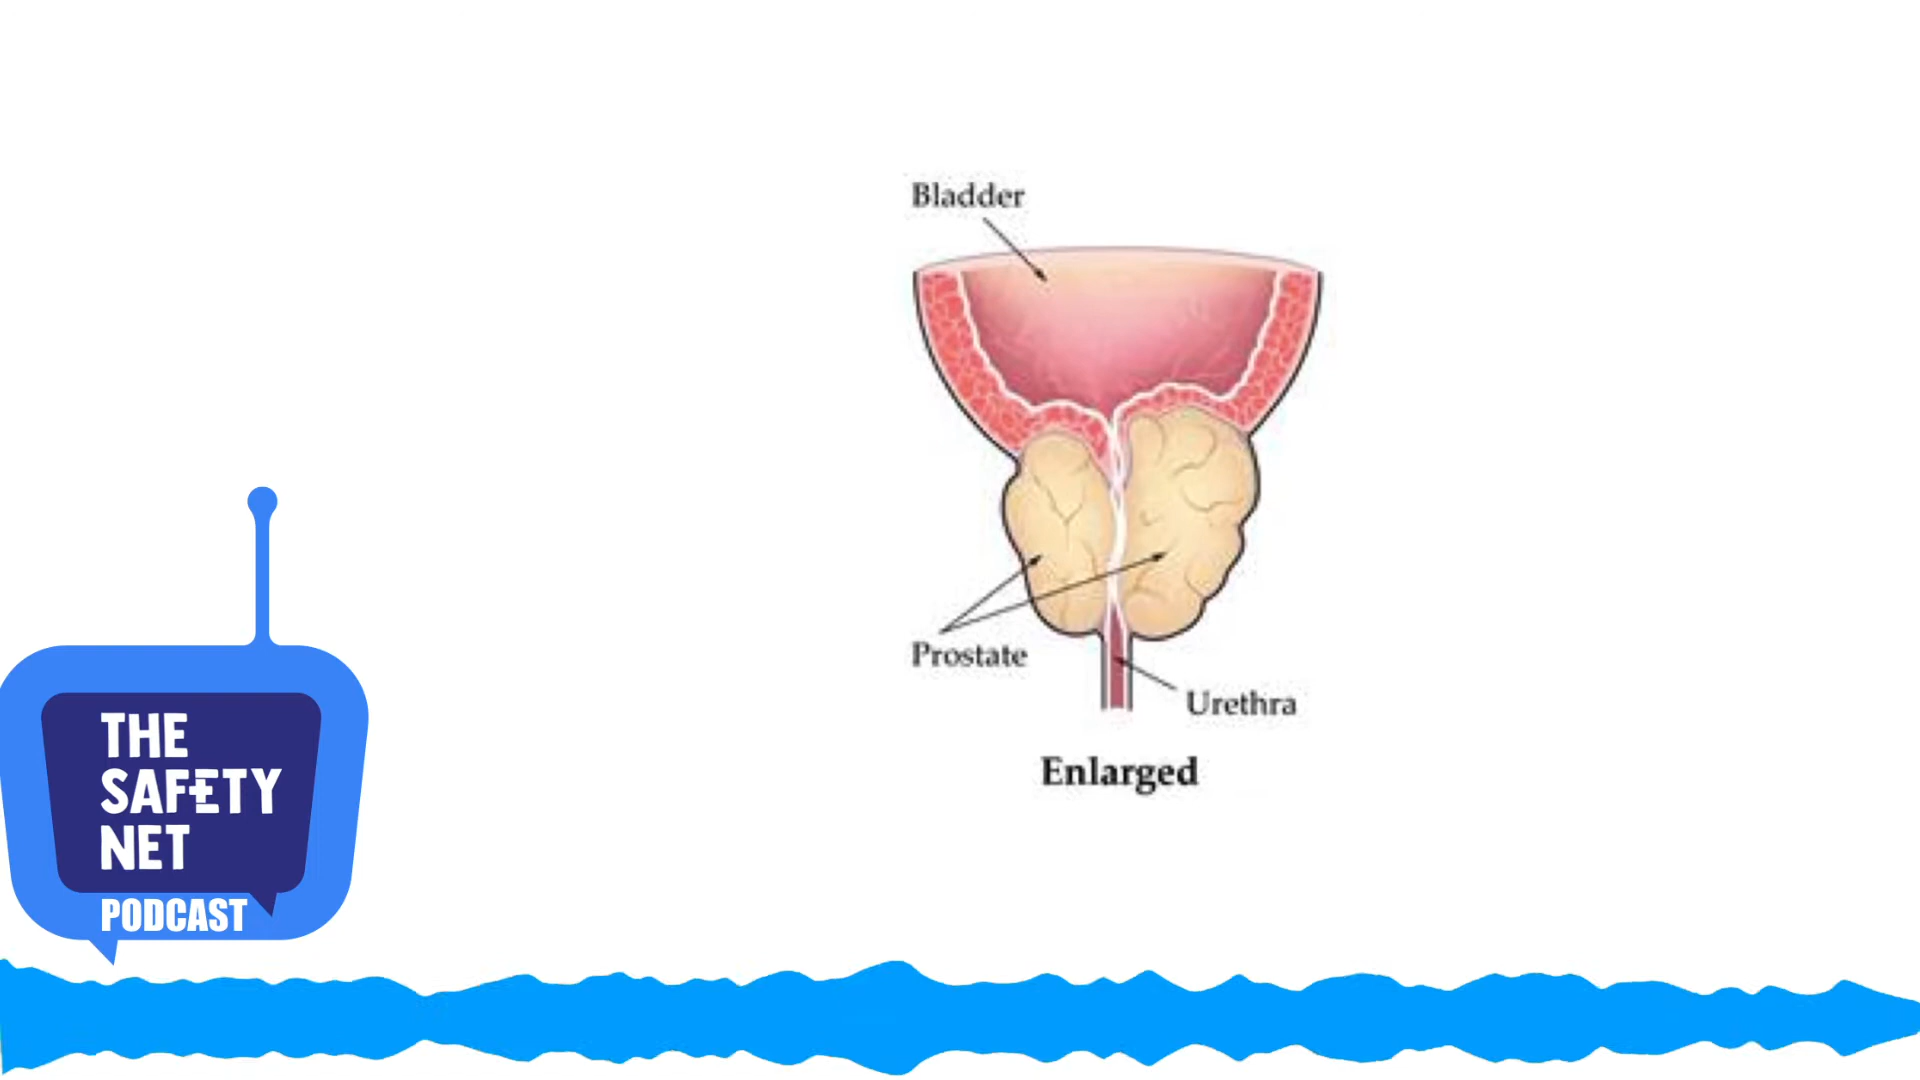 Bladder
Prostate
Urethra
Enlarged
THE
SAFETY
NET
PODCAST